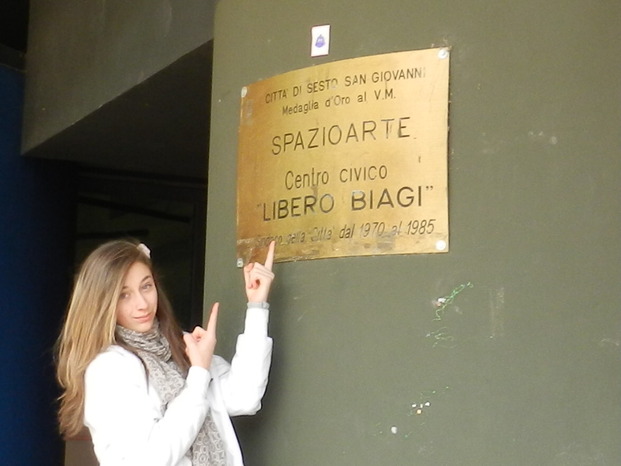 CITTA' DI SESTO SAN GIOVANNI
Medaglia d'Oro al V.M.
SPAZIOARTE
Centro civico
"LIBERO BIAGI"
Sindaco della Città dal 1970 al 1985